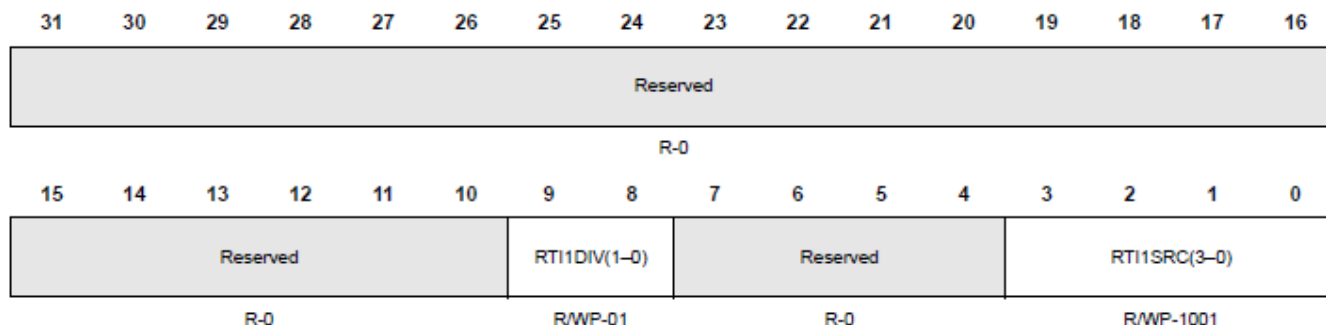 31 30 29 28 27 26 25 24 23 22 21 20 19 18 17 16
Reserved
R-0
15 14 13 12 11 10 9 8 7 6 5 4 3 2 1 0
Reserved RTI1DIV(1–0) Reserved RTI1SRC(3–0)
R-0 R/WP-01 R-0 R/WP-1001